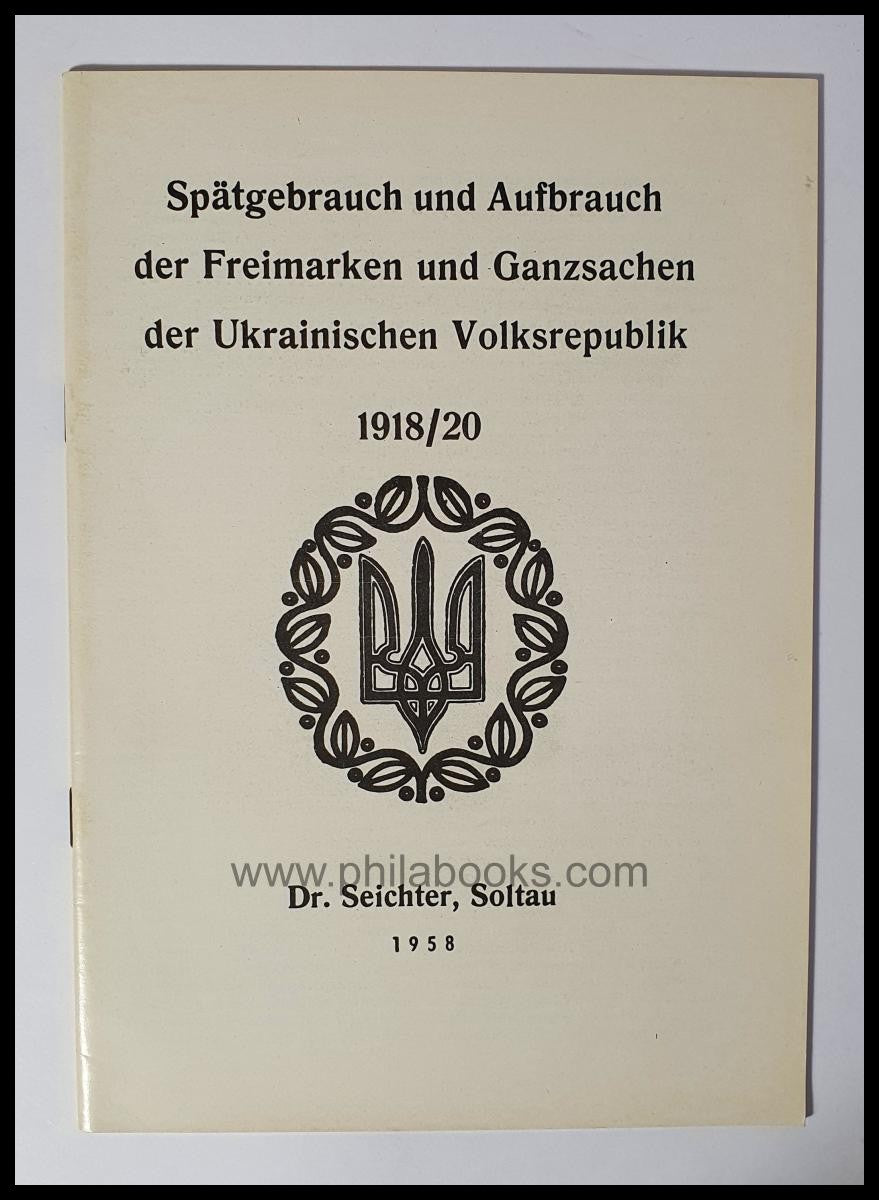 Spätgebrauch und Aufbrauch
der Freimarken und Ganzsachen
der Ukrainischen Volksrepublik
1918/20
www.philabooks.com
Dr. Seichter, Soltau
1958